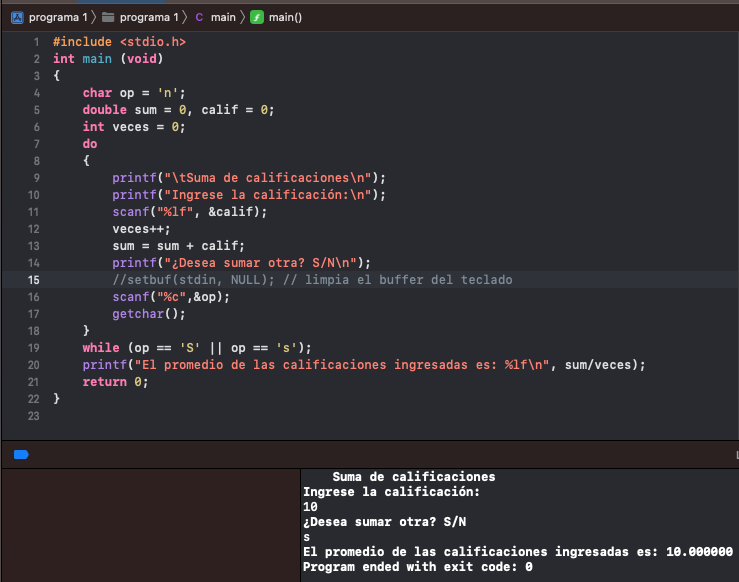 programa 1 〉 programa 1 〉 C main 〉 f main()
1 #include <stdio.h>
2 int main (void)
3 {
4     char op = 'n';
5     double sum = 0, calif = 0;
6     int veces = 0;
7     do
8     {
9         printf("\tSuma de calificaciones\n");
10         printf("Ingrese la calificación:\n");
11         scanf("%lf", &calif);
12         veces++;
13         sum = sum + calif;
14         printf("¿Desea sumar otra? S/N\n");
15         //setbuf(stdin, NULL); // limpia el buffer del teclado
16         scanf("%c",&op);
17         getchar();
18     }
19     while (op == 'S' || op == 's');
20     printf("El promedio de las calificaciones ingresadas es: %lf\n", sum/veces);
21     return 0;
22 }
23
    Suma de calificaciones
Ingrese la calificación:
10
¿Desea sumar otra? S/N
s
El promedio de las calificaciones ingresadas es: 10.000000
Program ended with exit code: 0